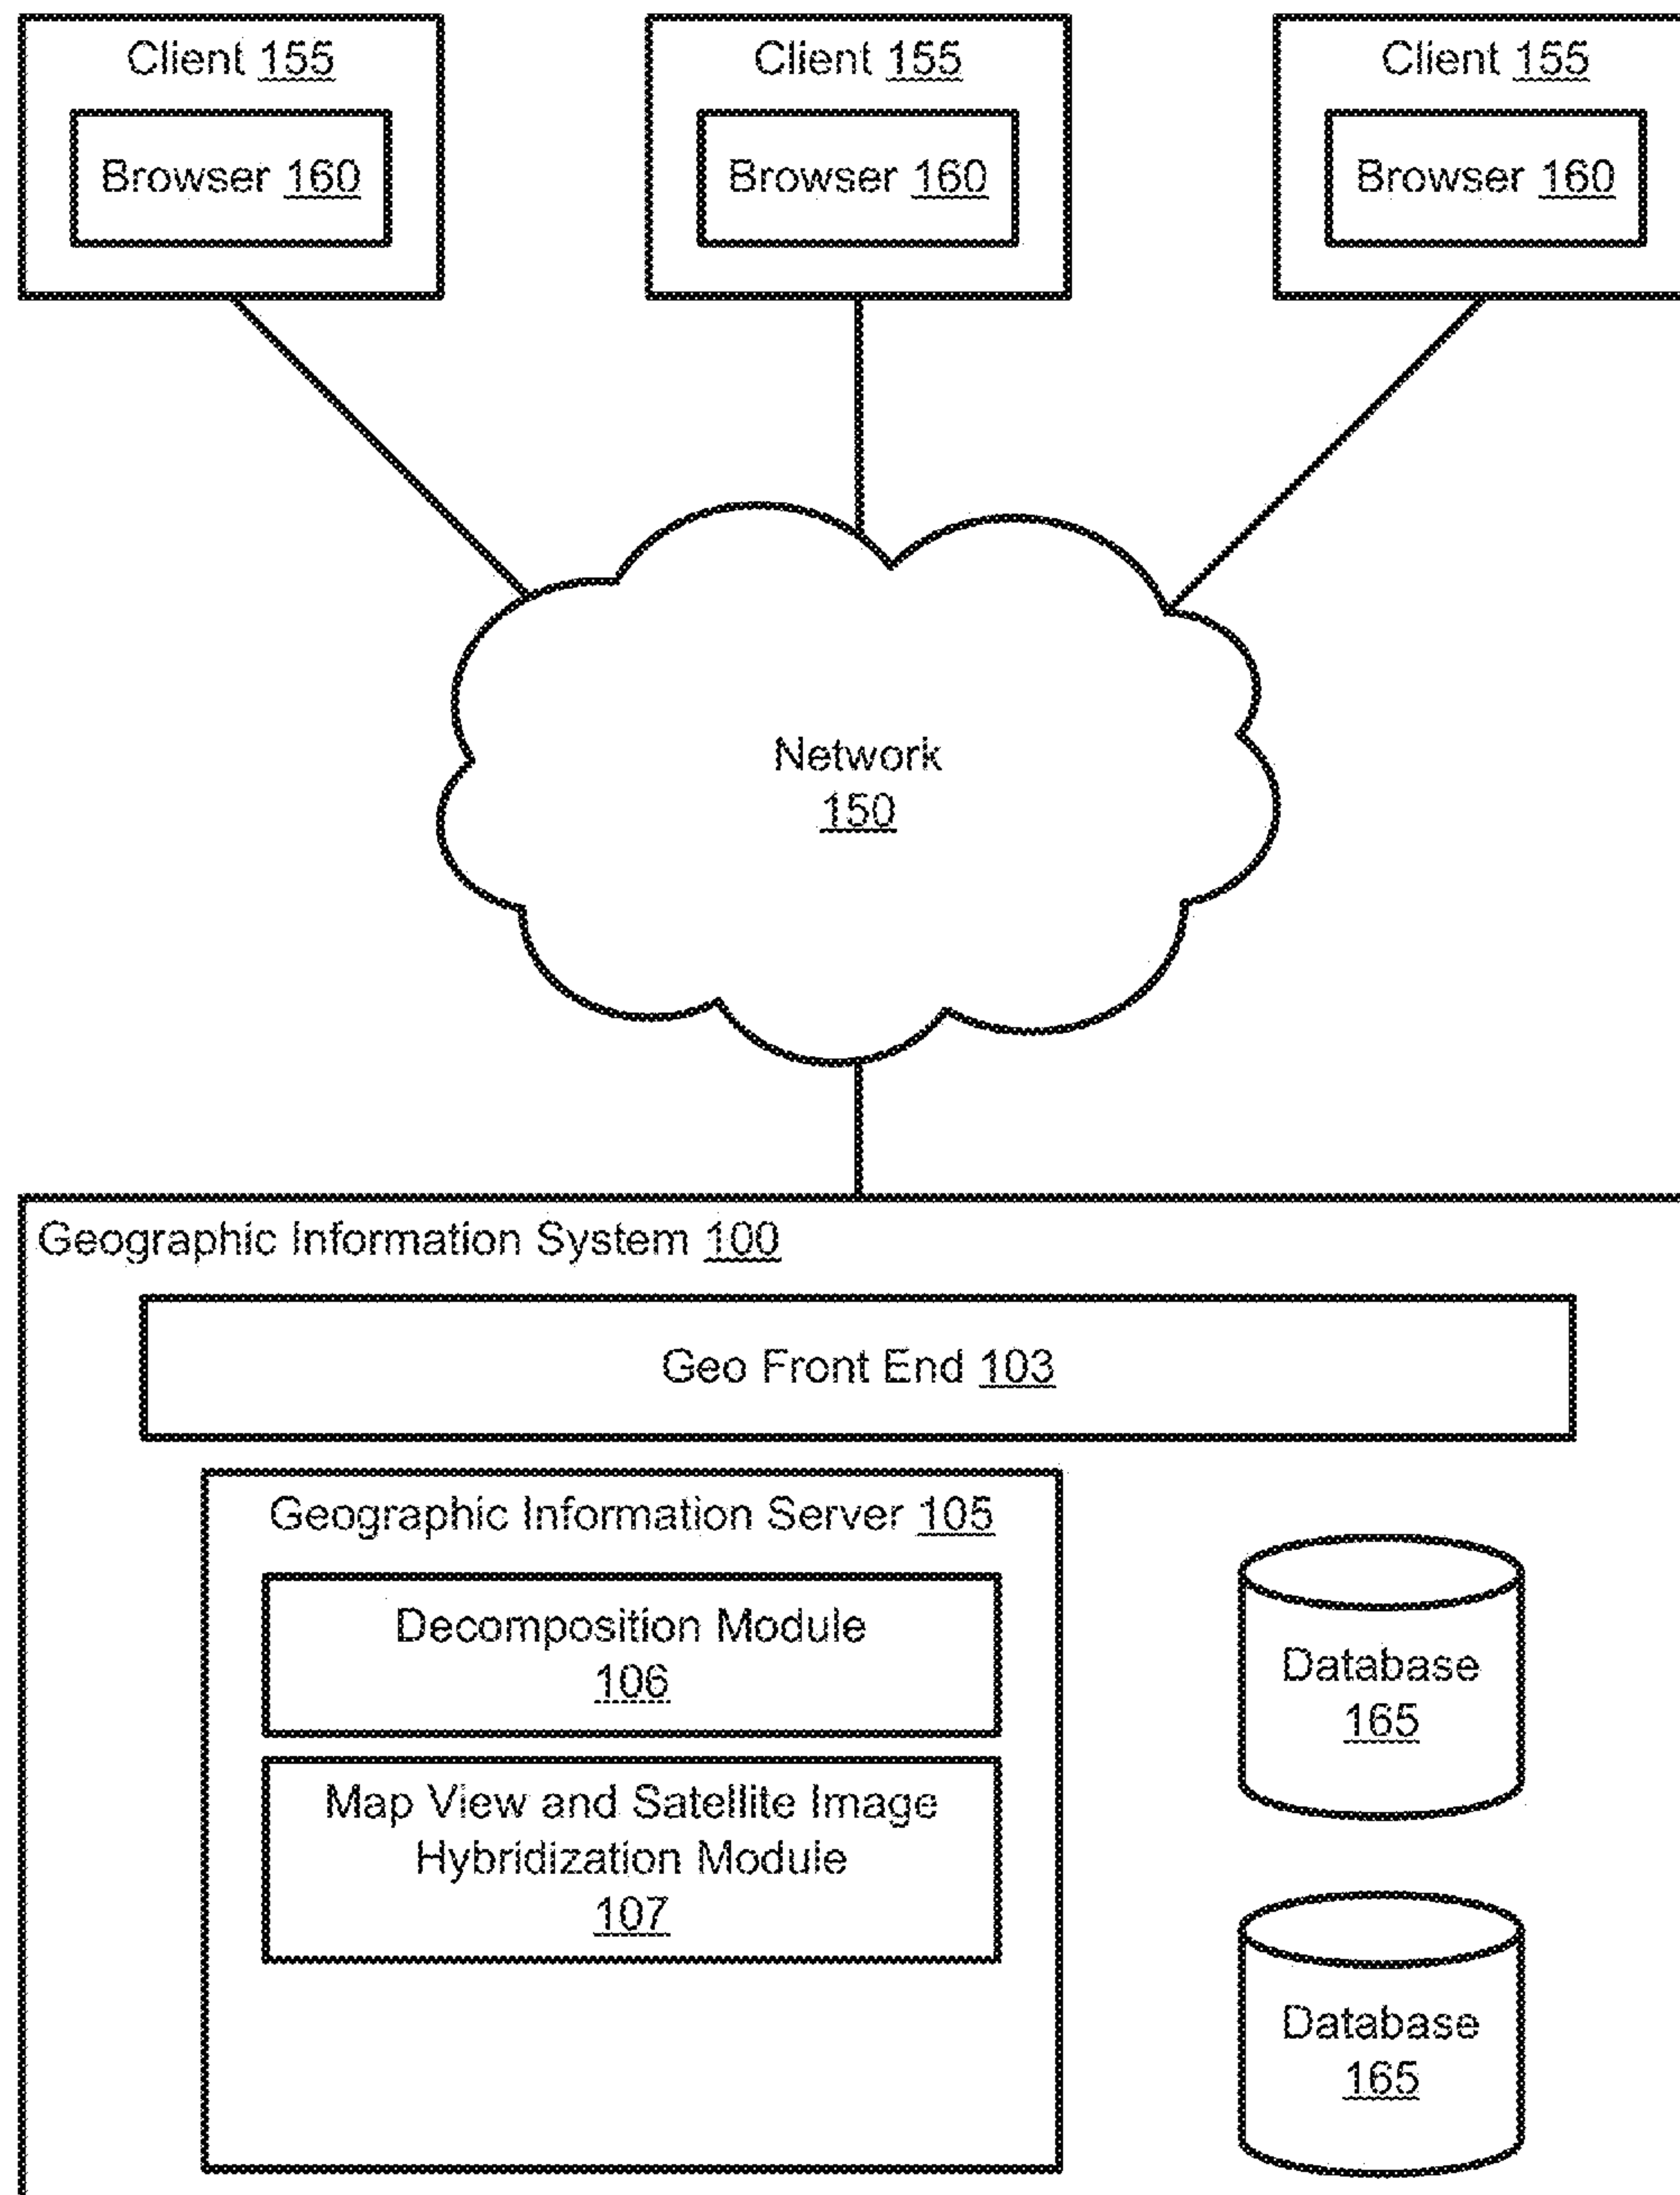 Client 155
Client 155
Client 155
Browser 160
Browser 160
Browser 160
Network
150
Geographic Information System 100
Geo Front End 103
Geographic Information Server 105
Decomposition Module
106
Map View and Satellite Image
Hybridization Module
107
Database
165
Database
165